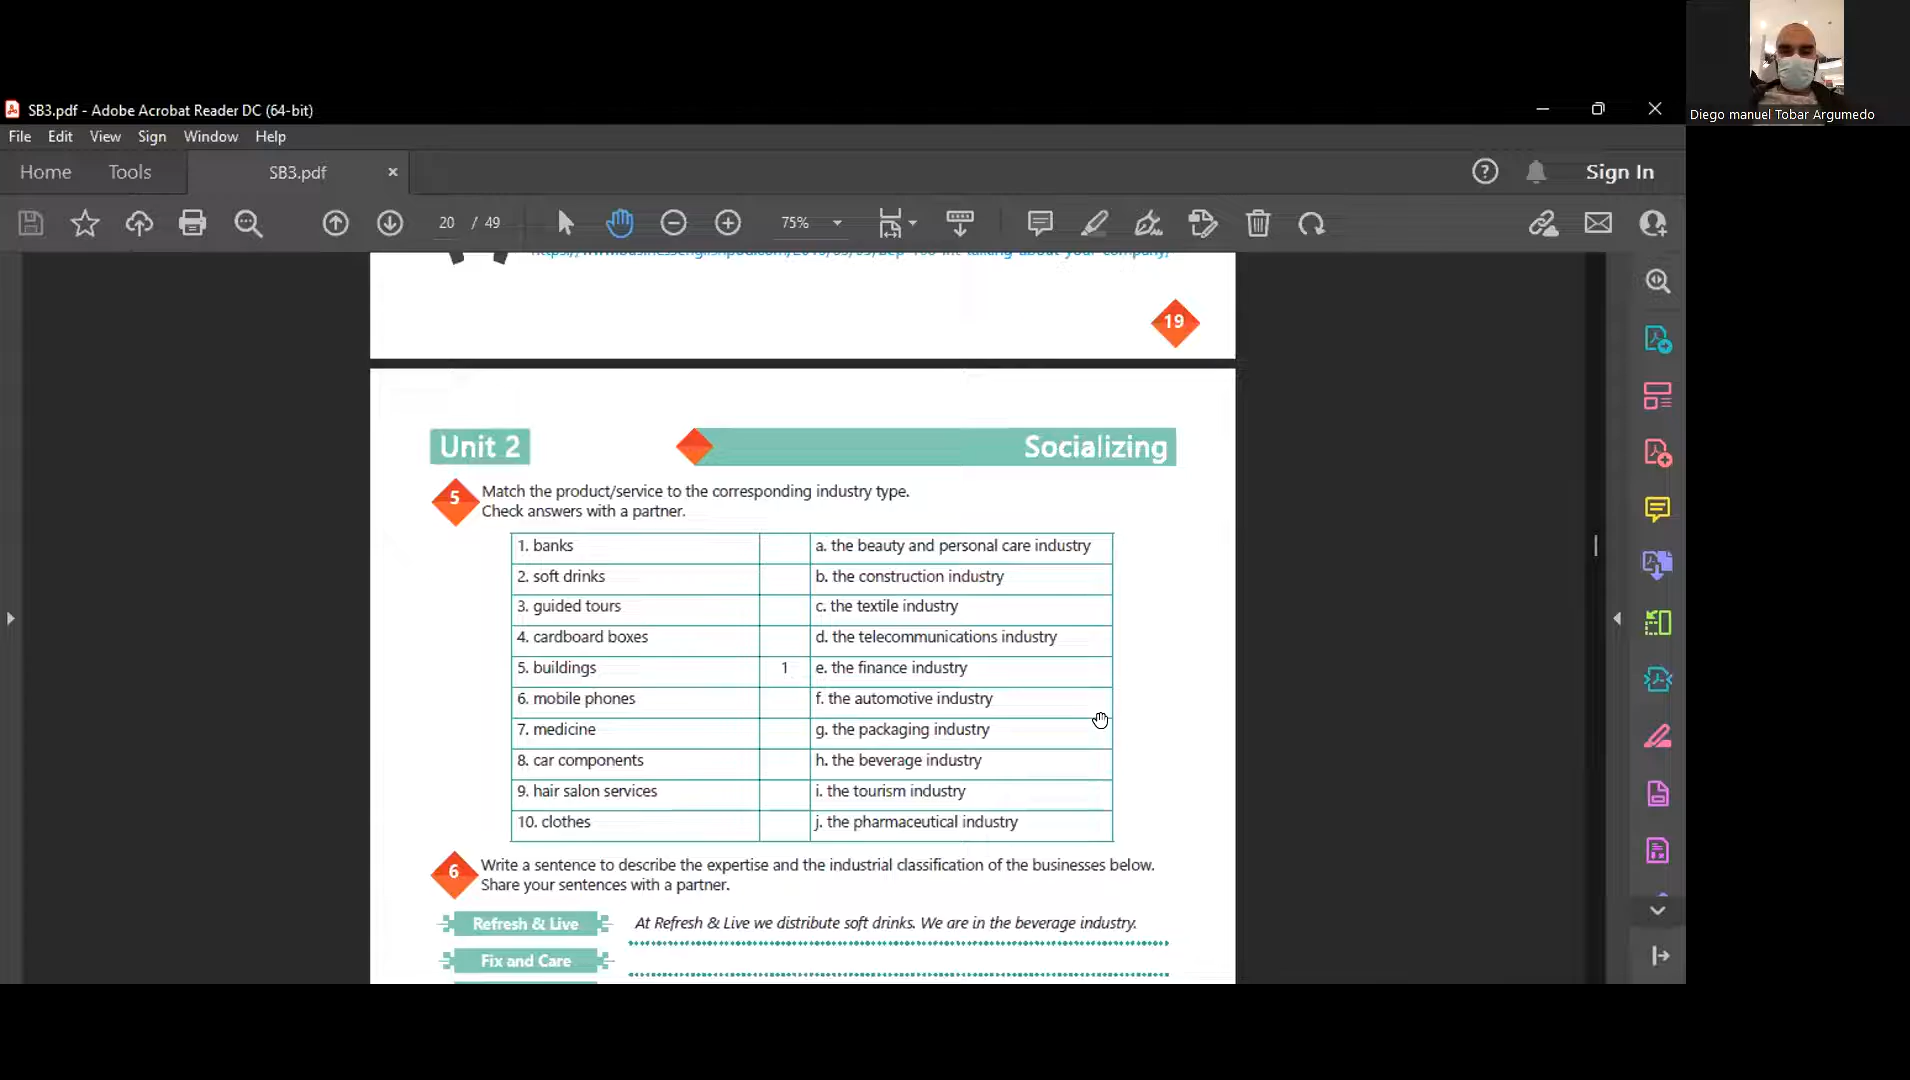 Diego manuel Tobar Argumedo
SB3.pdf - Adobe Acrobat Reader DC (64-bit)
File Edit View Sign Window Help
Home Tools SB3.pdf × Sign In
20 / 49 75%
19
Unit 2 Socializing
5 Match the product/service to the corresponding industry type.
Check answers with a partner.
1. banks a. the beauty and personal care industry
2. soft drinks b. the construction industry
3. guided tours c. the textile industry
4. cardboard boxes d. the telecommunications industry
5. buildings 1 e. the finance industry
6. mobile phones f. the automotive industry
7. medicine g. the packaging industry
8. car components h. the beverage industry
9. hair salon services i. the tourism industry
10. clothes j. the pharmaceutical industry
6 Write a sentence to describe the expertise and the industrial classification of the businesses below.
Share your sentences with a partner.
Refresh & Live At Refresh & Live we distribute soft drinks. We are in the beverage industry.
Fix and Care